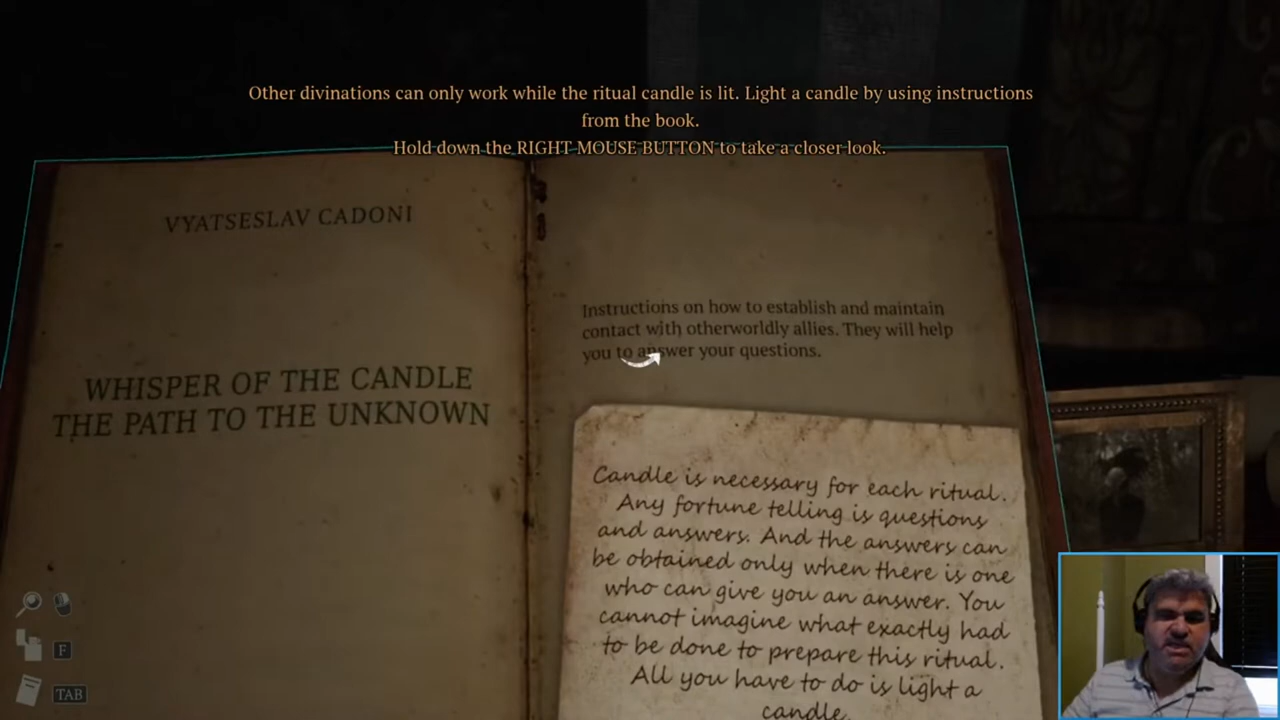 Other divinations can only work while the ritual candle is lit. Light a candle by using instructions
from the book.
Hold down the RIGHT MOUSE BUTTON to take a closer look.
VYATSESLAV CADONI
WHISPER OF THE CANDLE
THE PATH TO THE UNKNOWN
Instructions on how to establish and maintain
contact with otherworldly allies. They will help
you to answer your questions.
Candle is necessary for each ritual.
Any fortune telling is questions
and answers. And the answers can
be obtained only when there is one
who can give you an answer. You
cannot imagine what exactly had
to be done to prepare this ritual.
All you have to do is light a
candle.
F
TAB